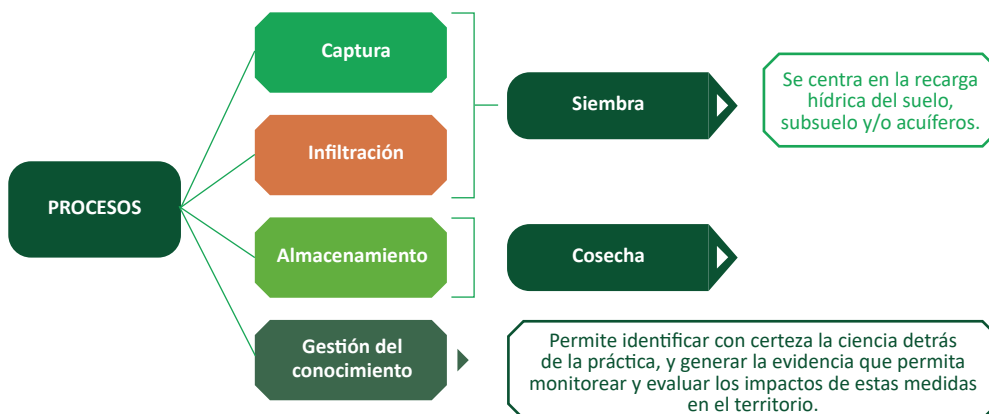 PROCESOS
Captura
Infiltración
Almacenamiento
Gestión del
conocimiento
Siembra
Se centra en la recarga
hídrica del suelo,
subsuelo y/o acuíferos.
Cosecha
Permite identificar con certeza la ciencia detrás
de la práctica, y generar la evidencia que permita
monitorear y evaluar los impactos de estas medidas
en el territorio.